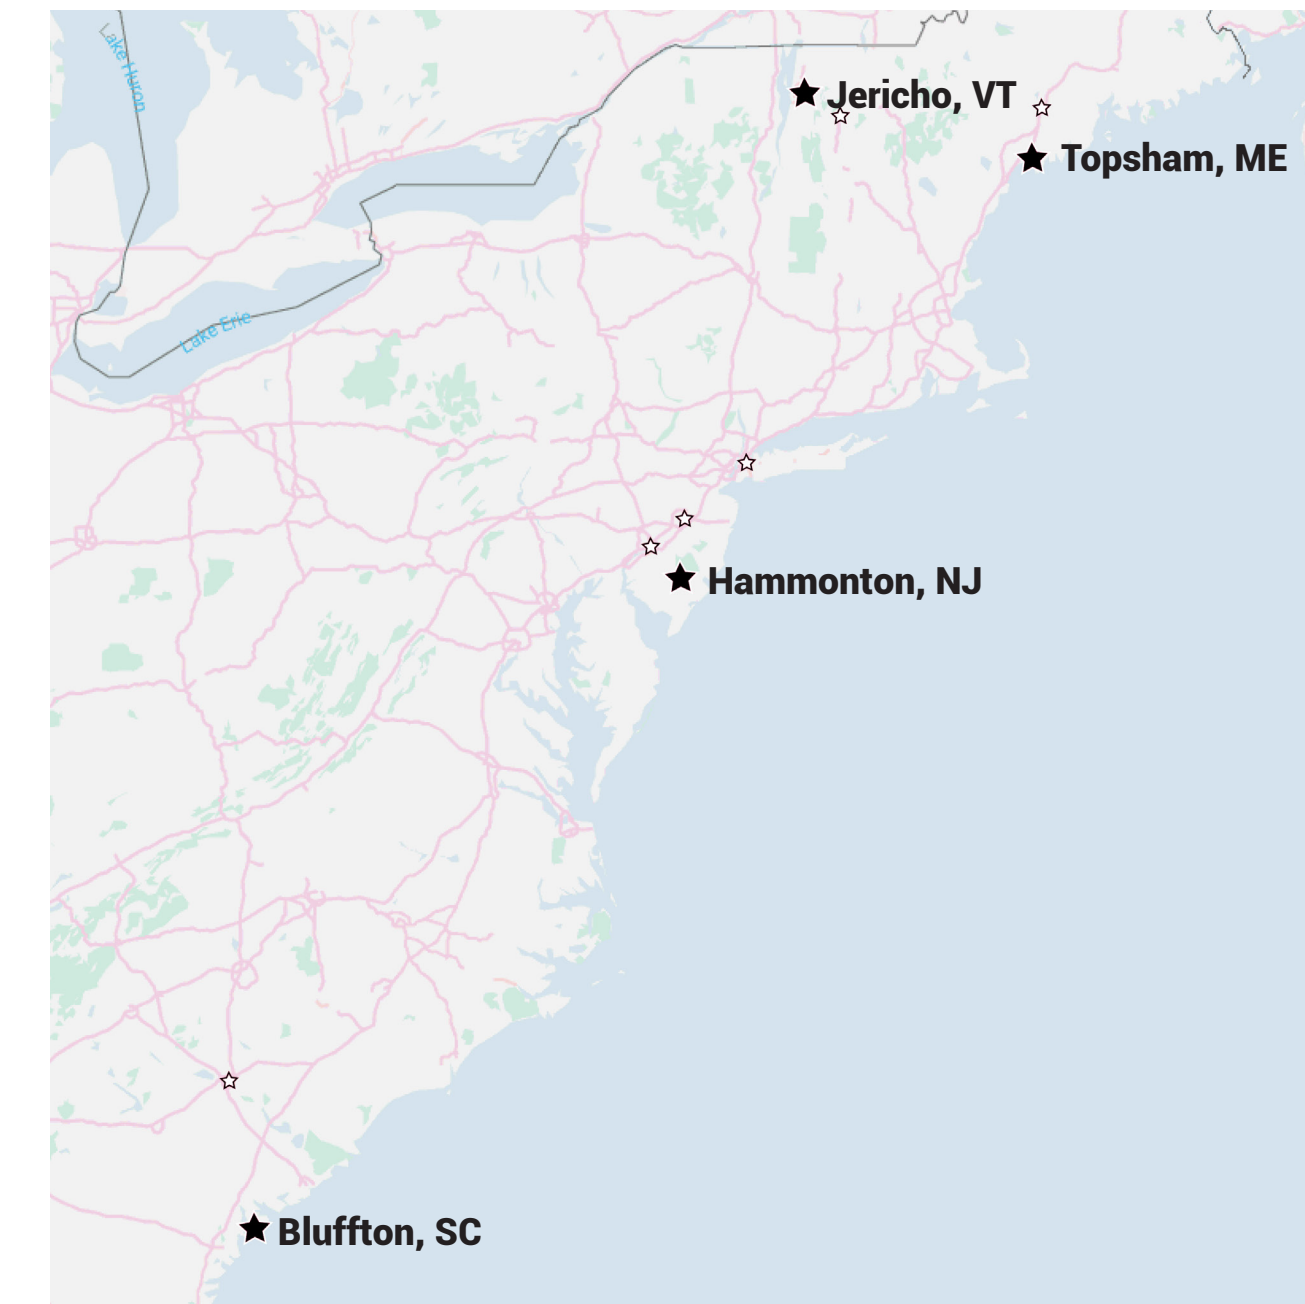 Lake Huron
Jericho, VT
Topsham, ME
Lake Erie
Hammonton, NJ
Bluffton, SC